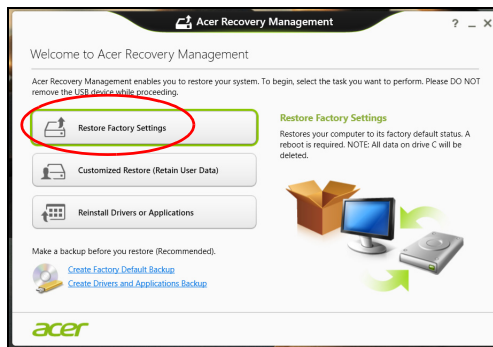 Acer Recovery Management
? _ X
Welcome to Acer Recovery Management
Acer Recovery Management enables you to restore your system. To begin, select the task you want to perform. Please DO NOT
remove the USB device while proceeding.
Restore Factory Settings
Customized Restore (Retain User Data)
Reinstall Drivers or Applications
Restore Factory Settings
Restores your computer to its factory default status. A
reboot is required. NOTE: All data on drive C will be
deleted.
Make a backup before you restore (Recommended).
Create Factory Default Backup
Create Drivers and Applications Backup
acer